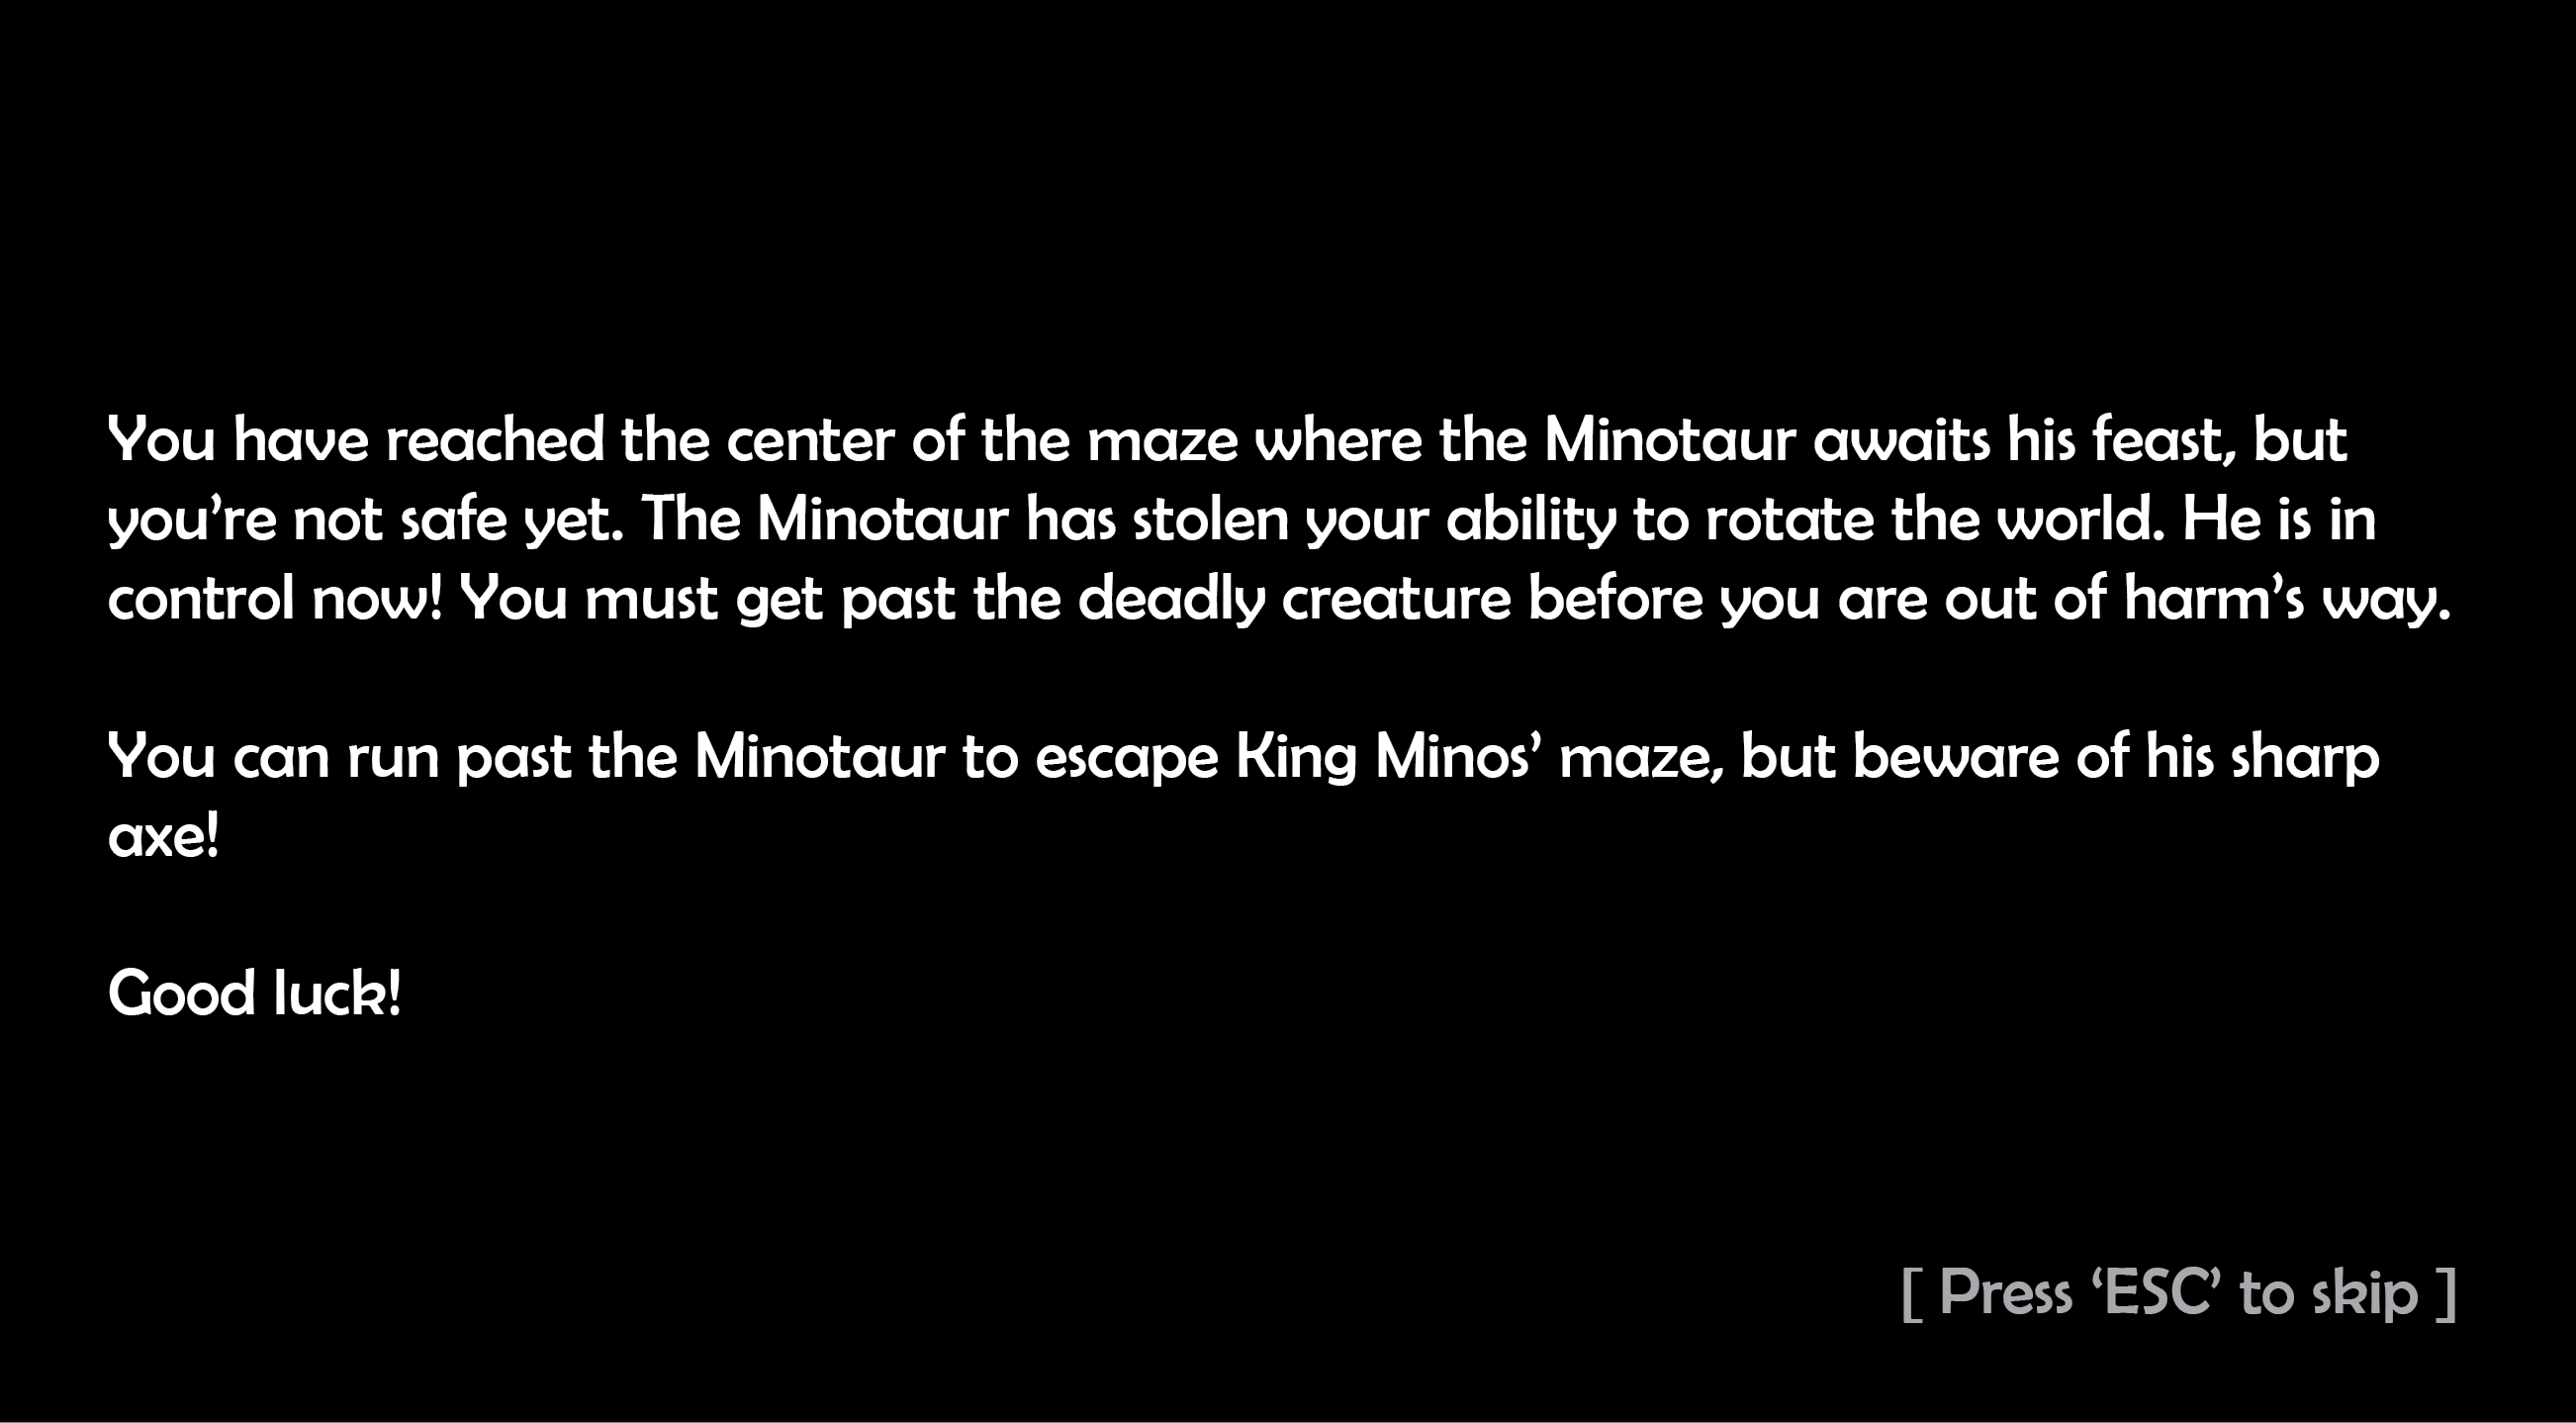 You have reached the center of the maze where the Minotaur awaits his feast, but
you’re not safe yet. The Minotaur has stolen your ability to rotate the world. He is in
control now! You must get past the deadly creature before you are out of harm’s way.
You can run past the Minotaur to escape King Minos’ maze, but beware of his sharp
axe!
Good luck!
[ Press ‘ESC’ to skip ]